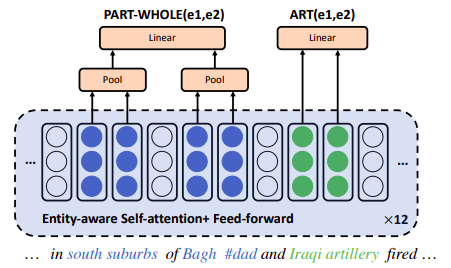 PART-WHOLE(e1,e2) ART(e1,e2)
Linear Linear
Pool Pool
... ...
Entity-aware Self-attention+ Feed-forward ×12
... in south suburbs of Bagh #dad and Iraqi artillery fired ...